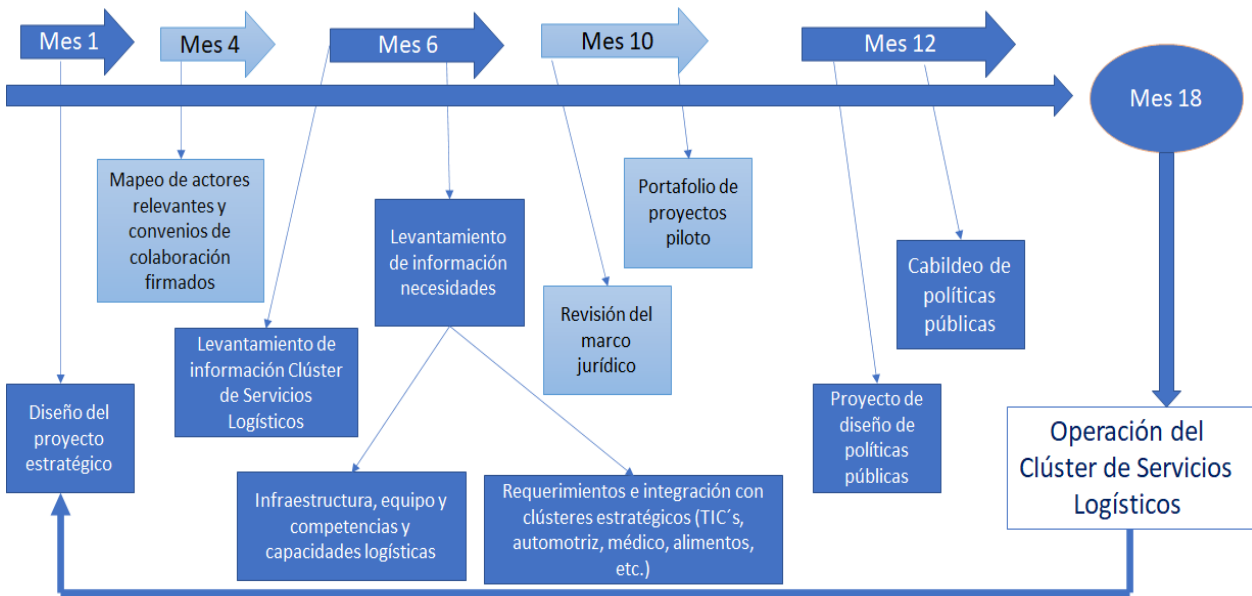 Mes 1
Mes 4
Mes 6
Mes 10
Mes 12
Mes 18
Mapeo de actores
relevantes y
convenios de
colaboración
firmados
Levantamiento
de información
necesidades
Portafolio de
proyectos
piloto
Cabildeo de
políticas
públicas
Revisión del
marco
jurídico
Levantamiento de
información Clúster
de Servicios
Logísticos
Diseño del
proyecto
estratégico
Proyecto de
diseño de
políticas
públicas
Operación del
Clúster de Servicios
Logísticos
Infraestructura, equipo y
competencias y
capacidades logísticas
Requerimientos e integración con
clústeres estratégicos (TIC´s,
automotriz, médico, alimentos,
etc.)